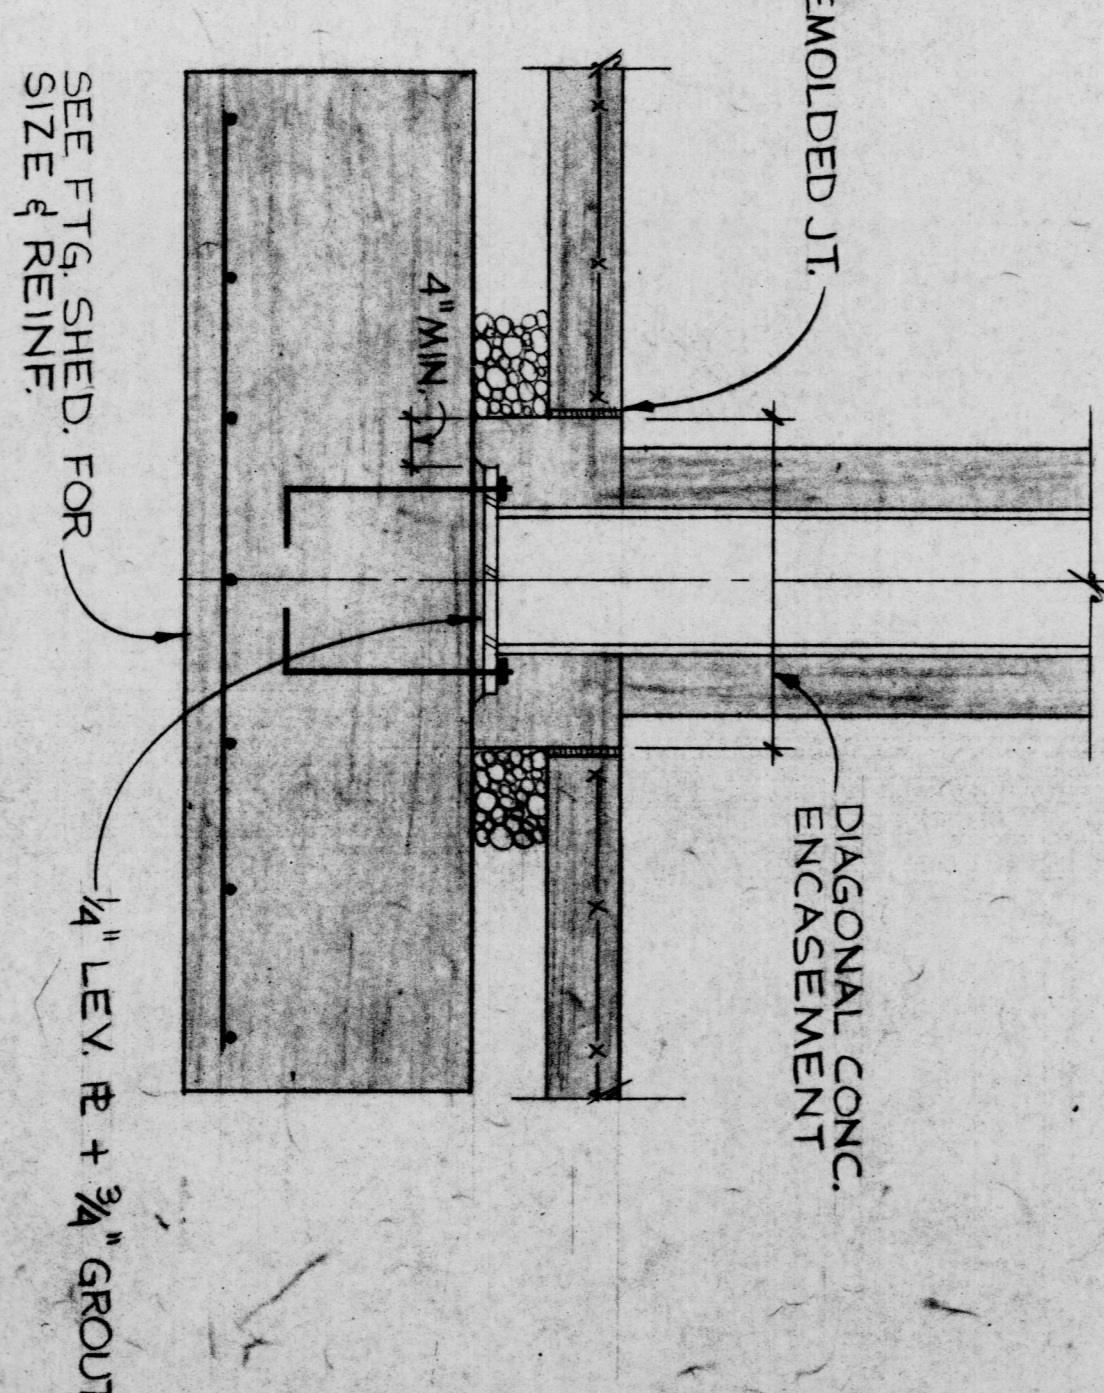 EMOLDED JT.
DIAGONAL CONC.
ENCASEMENT
4" MIN.
SEE FTG. SHED. FOR
SIZE & REINF.
1/4" LEV. PL + 3/4" GROUT